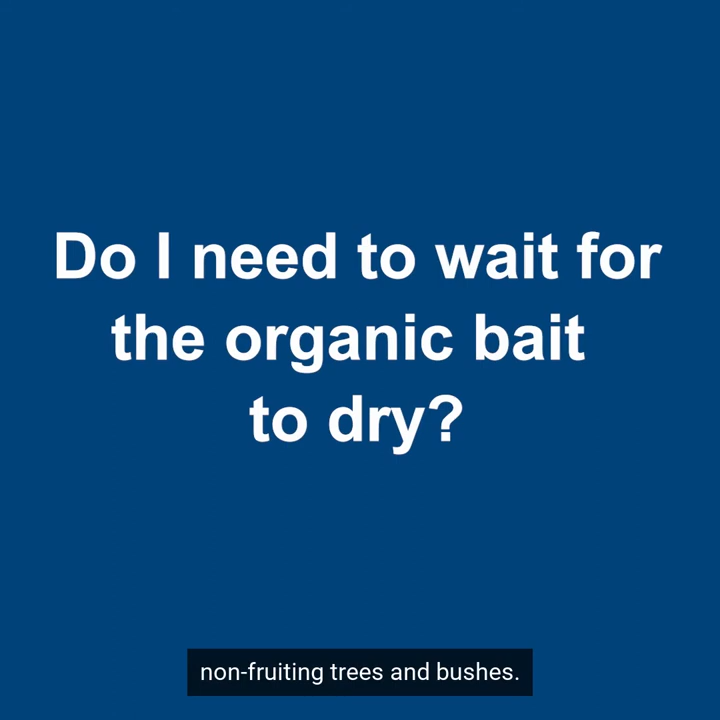 Do I need to wait for
the organic bait
to dry?
non-fruiting trees and bushes.